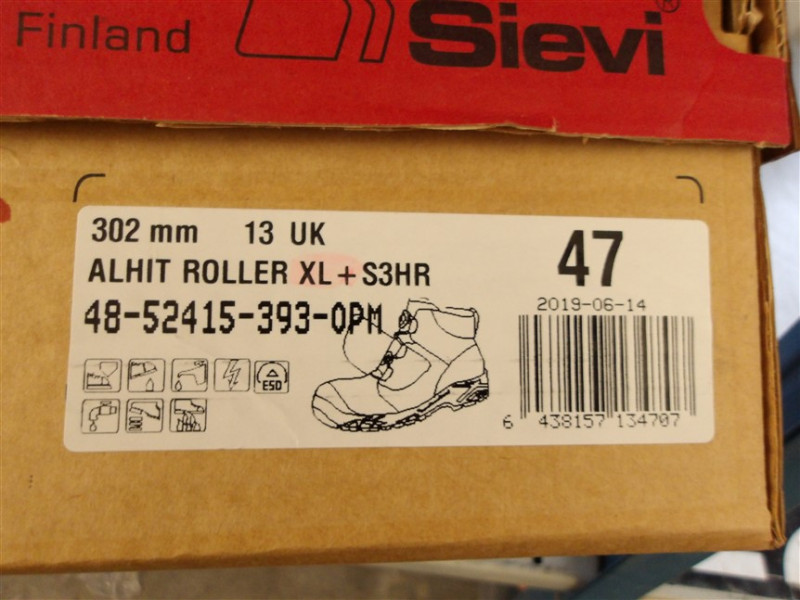 Finland
Sievi®
302 mm 13 UK
47
ALHIT ROLLER XL + S3HR
2019-06-14
48-52415-393-0PM
ESD
6 438157 134707